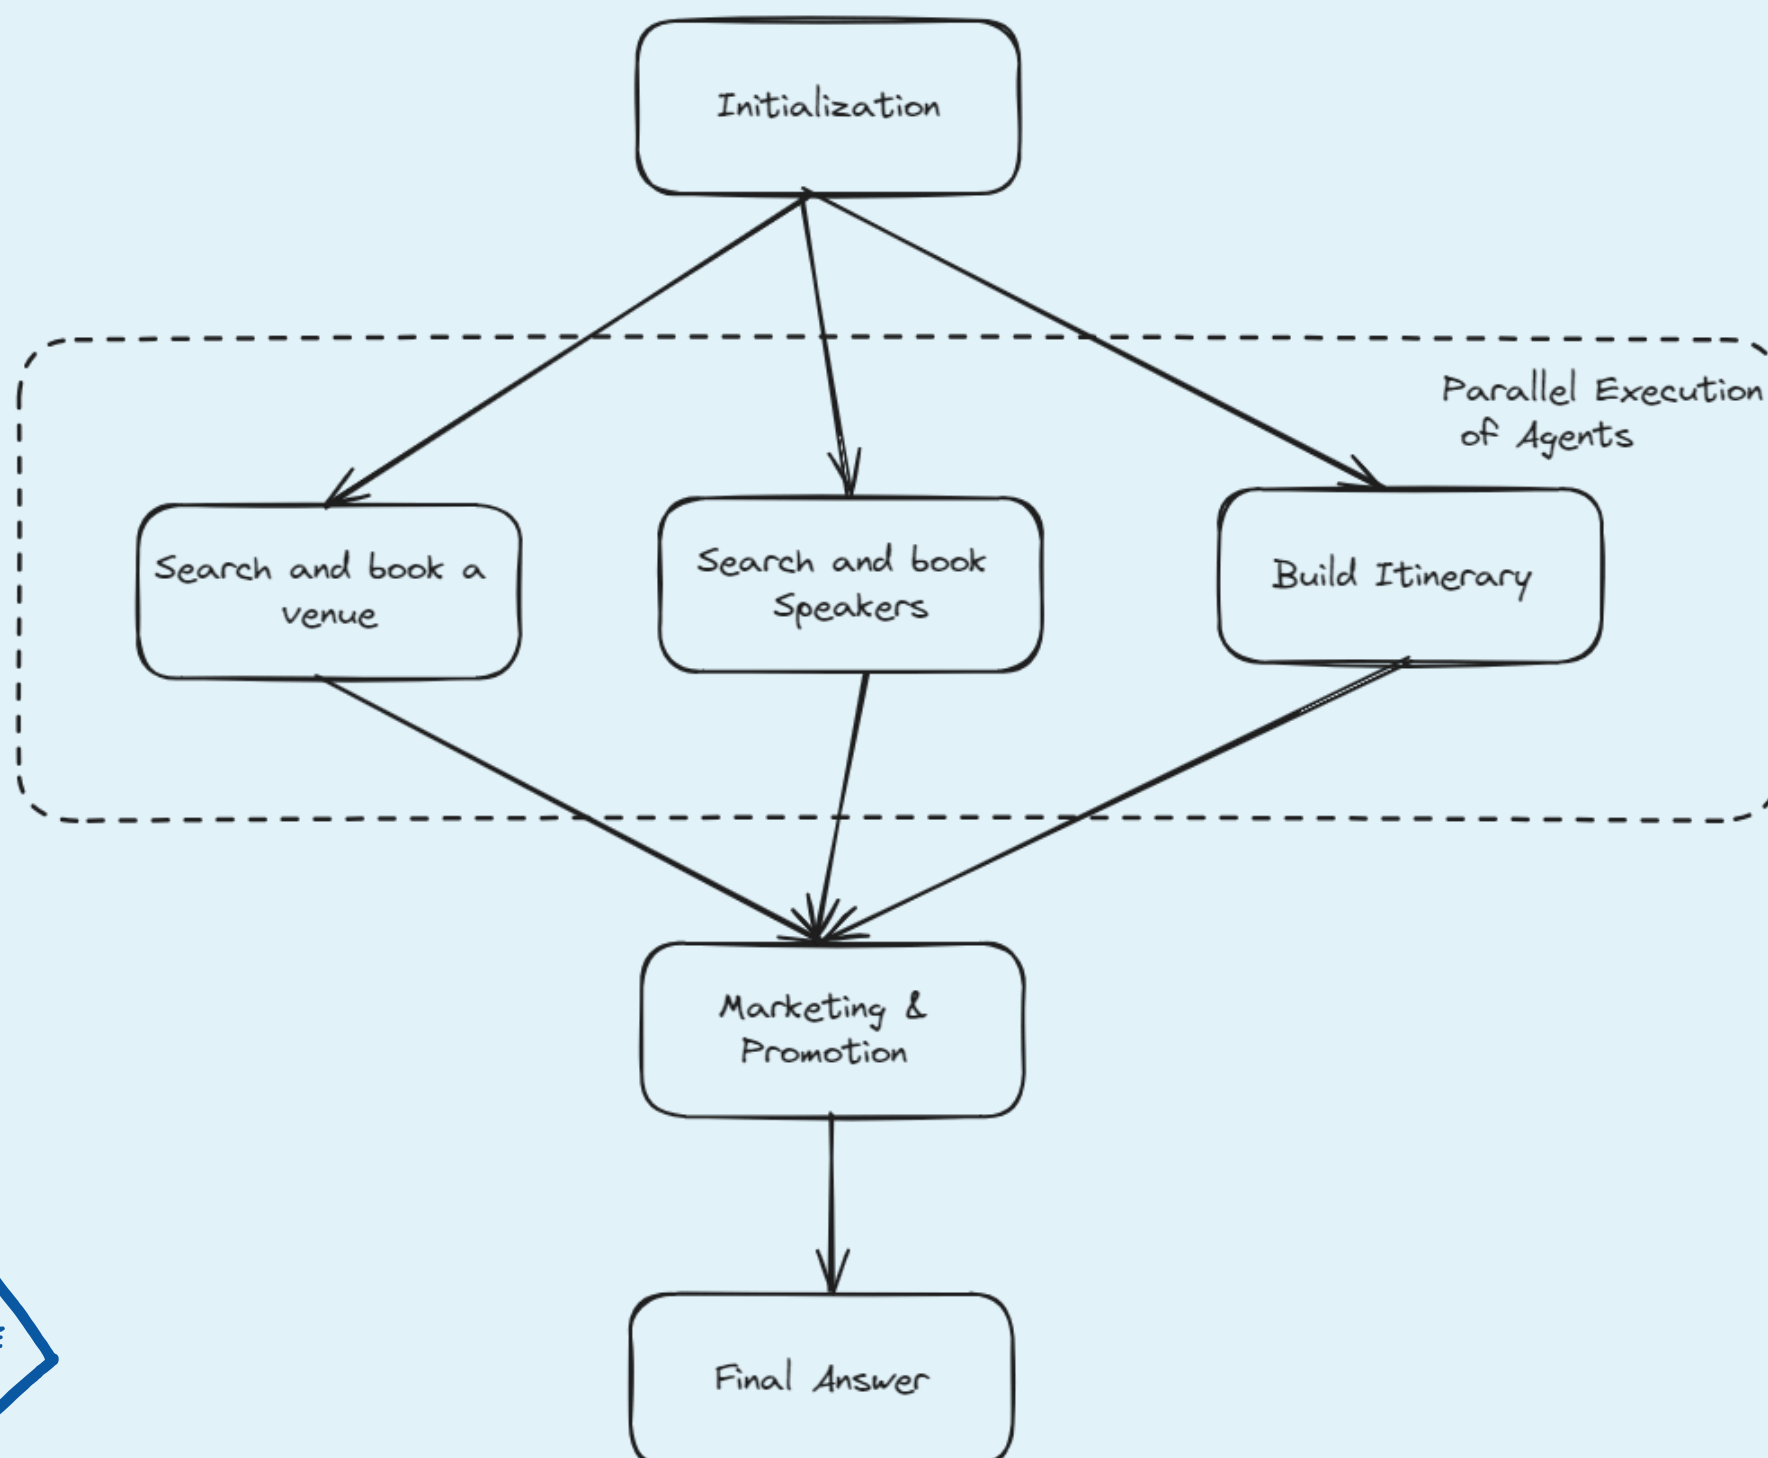 Initialization
Parallel Execution
of Agents
Search and book a
venue
Search and book
Speakers
Build Itinerary
Marketing &
Promotion
Final Answer